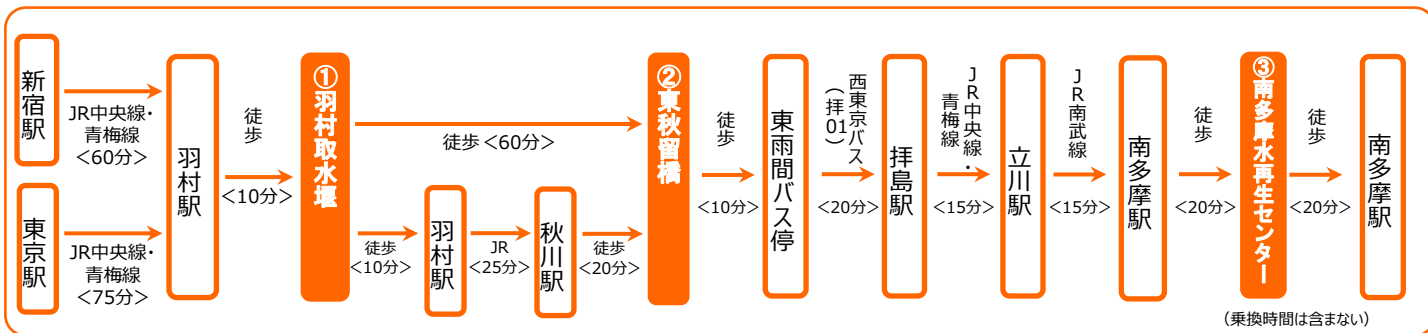 新宿駅
JR中央線・
青梅線
<60分>
東京駅
JR中央線・
青梅線
<75分>
羽村駅
徒歩
<10分>
①羽村取水堰
徒歩 <60分>
徒歩
<10分>
羽村駅
JR
<25分>
秋川駅
徒歩
<20分>
②東秋留橋
徒歩
<10分>
東雨間バス停
西東京バス
(拝01)
<20分>
拝島駅
JR中央線・
青梅線
<15分>
立川駅
JR南武線
<15分>
南多摩駅
徒歩
<20分>
③南多摩水再生センター
徒歩
<20分>
南多摩駅
(乗換時間は含まない)